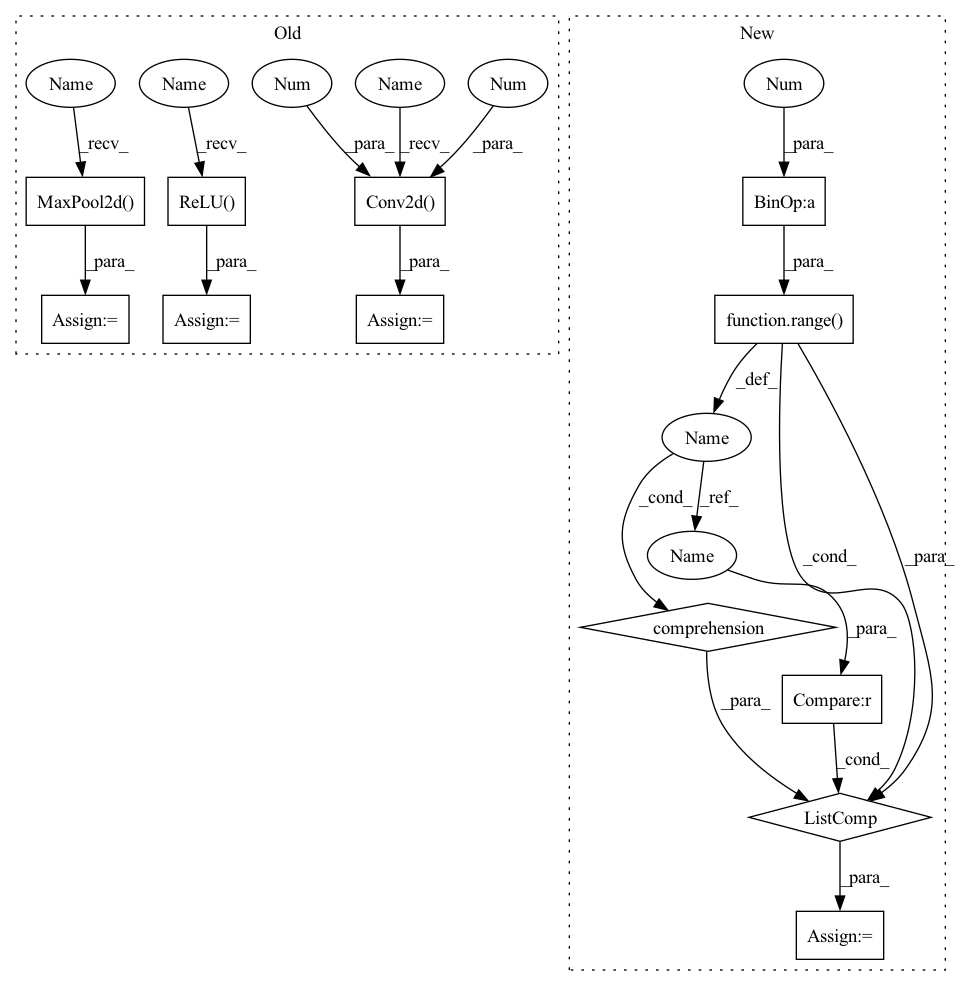 Old
New
Name
Name
Num
Name
Num
Num
_recv_
_recv_
_para_
_recv_
_para_
_para_
MaxPool2d()
ReLU()
Conv2d()
BinOp:a
_para_
_para_
_para_
_para_
Assign:=
Assign:=
Assign:=
function.range()
_def_
Name
_cond_
_ref_
Name
_cond_
_para_
comprehension
_para_
Compare:r
_para_
_cond_
ListComp
_para_
Assign:=